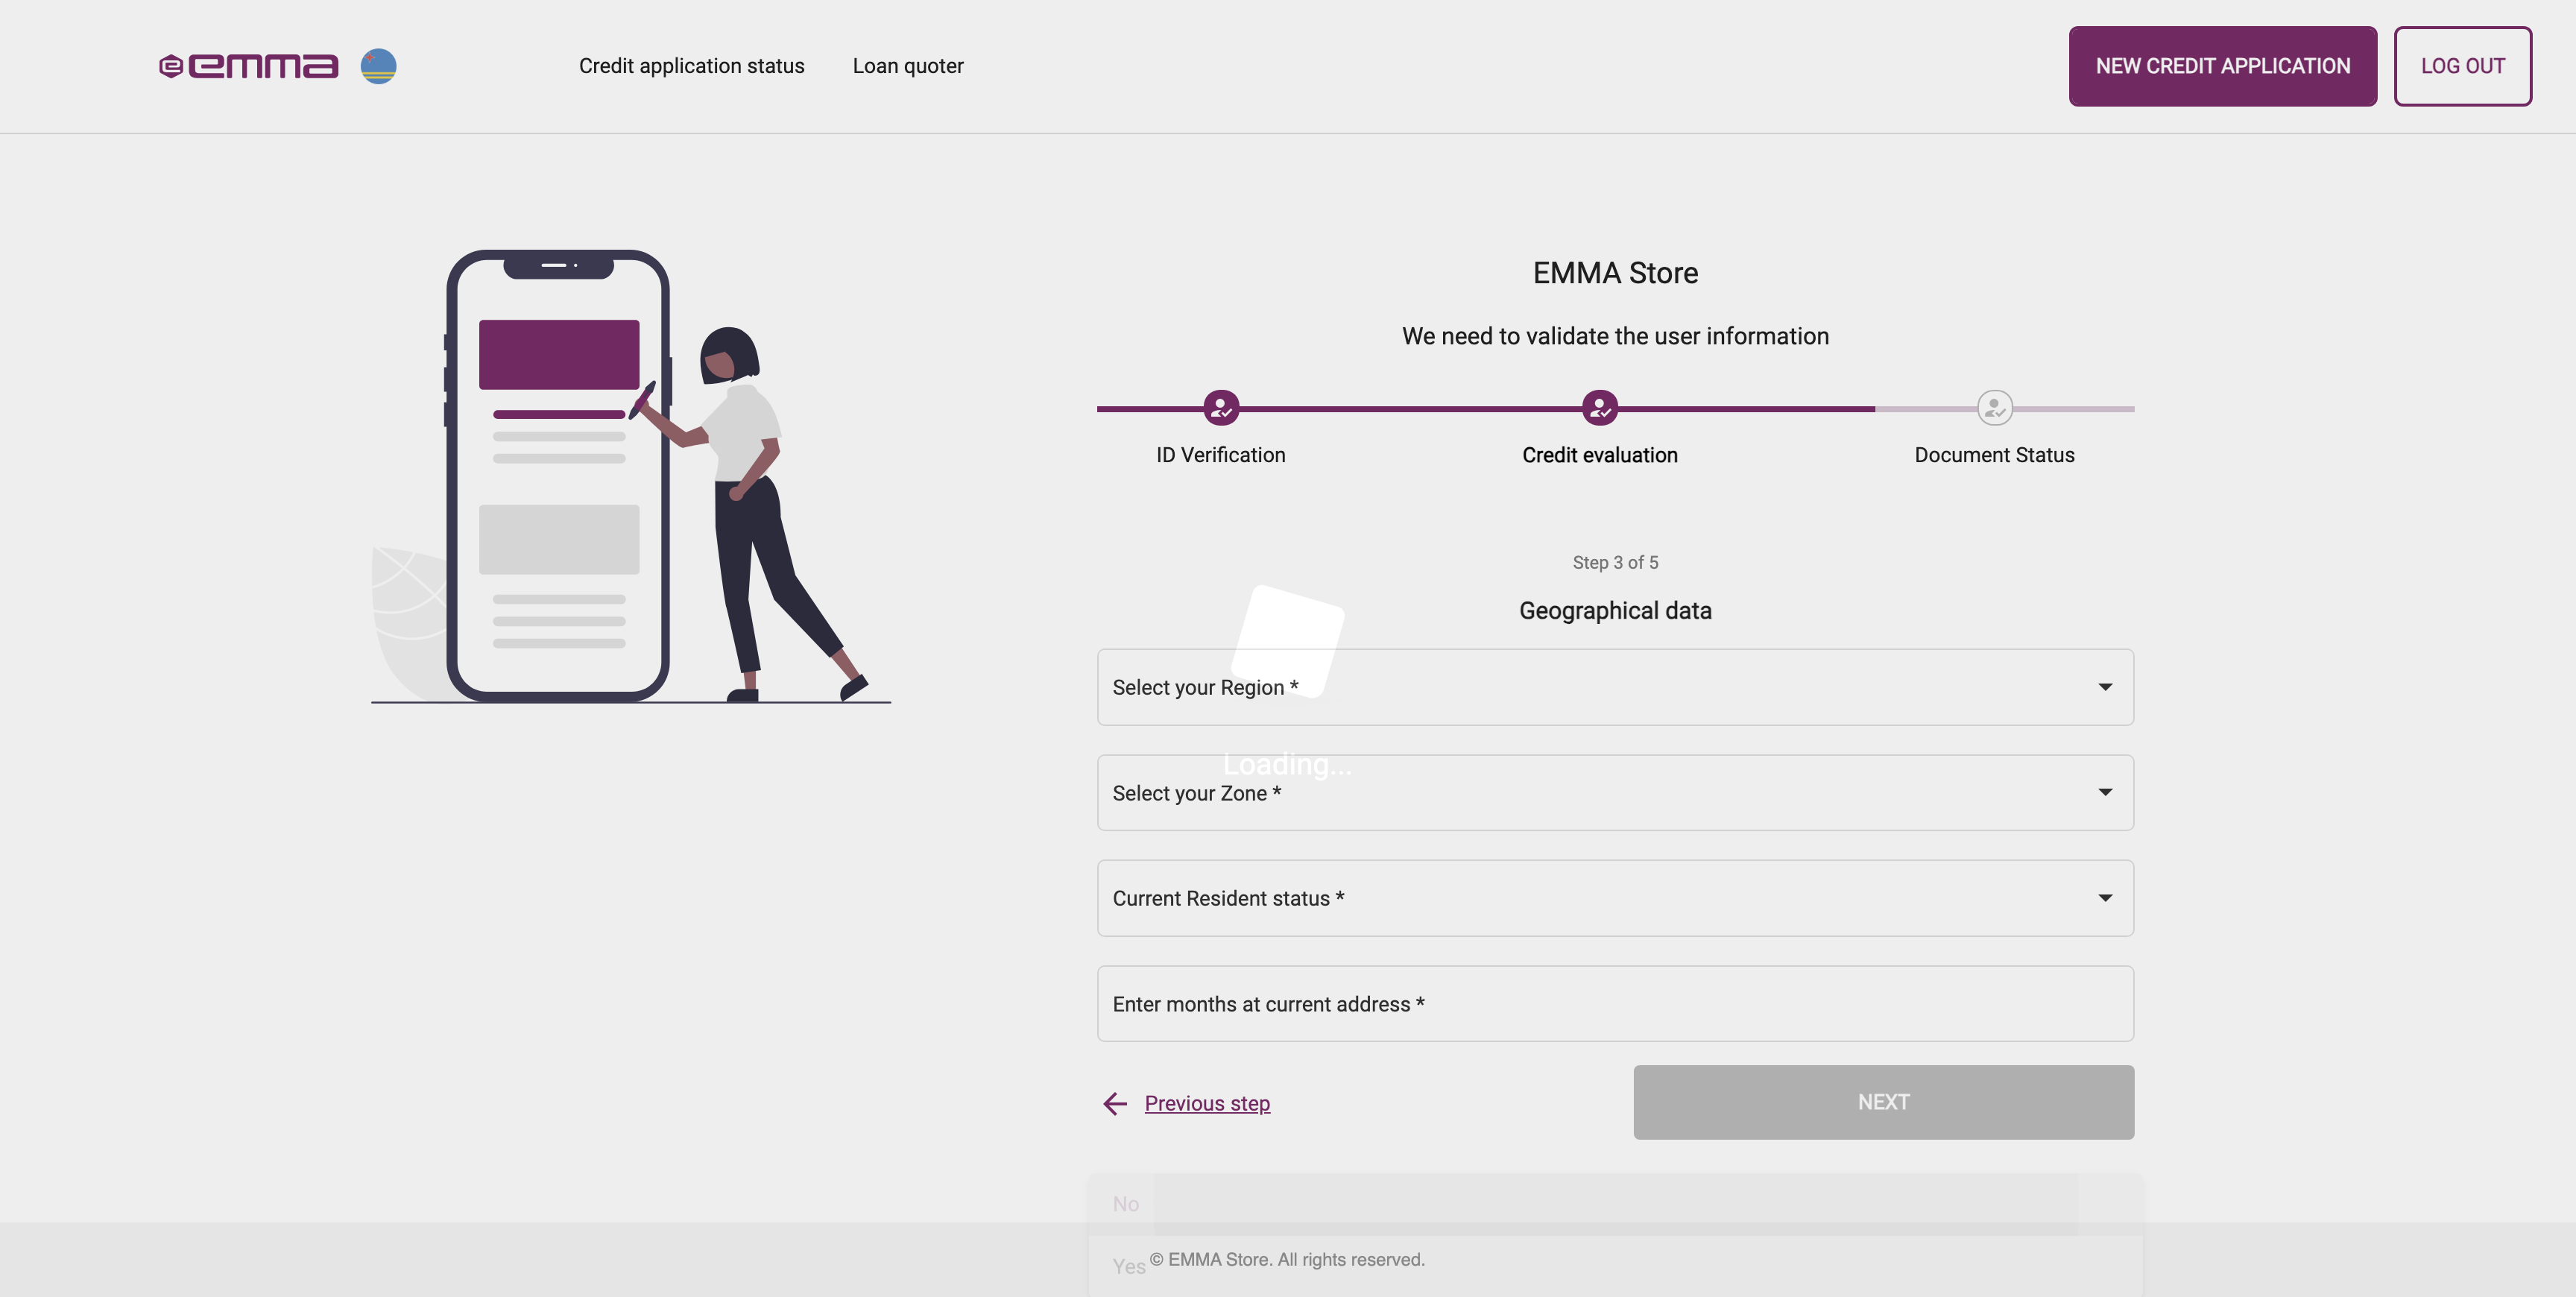 emma
Credit application status
Loan quoter
NEW CREDIT APPLICATION
LOG OUT
EMMA Store
We need to validate the user information
ID Verification
Credit evaluation
Document Status
Step 3 of 5
Geographical data
Select your Region *
Loading...
Select your Zone *
Current Resident status *
Enter months at current address *
Previous step
NEXT
No
Yes
© EMMA Store. All rights reserved.